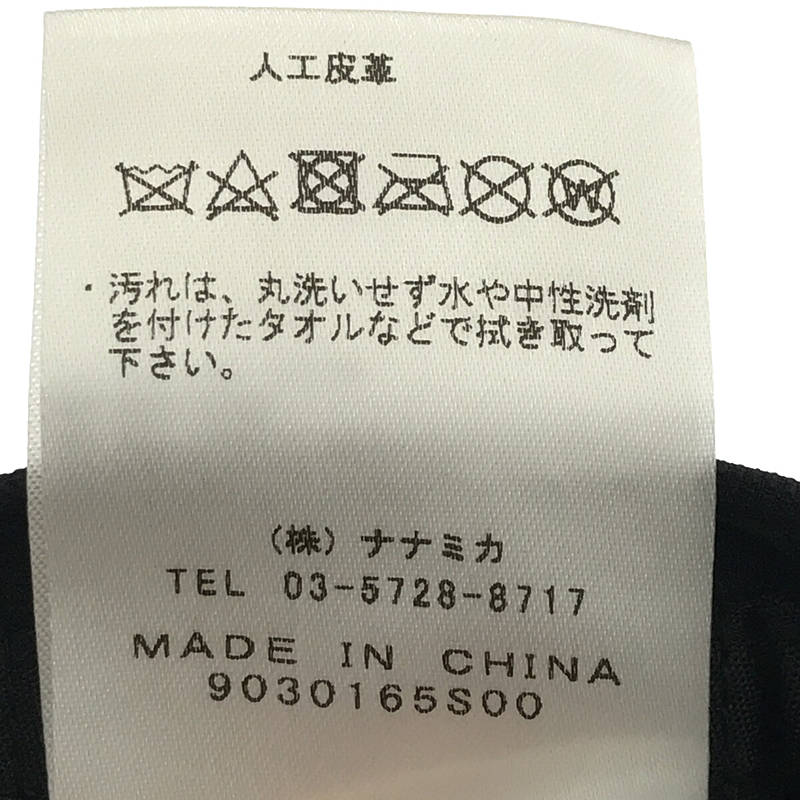 人工皮革
・汚れは、丸洗いせず水や中性洗剤
を付けたタオルなどで拭き取って
下さい。
（株）ナナミカ
TEL 03-5728-8717
MADE IN CHINA
9030165S00